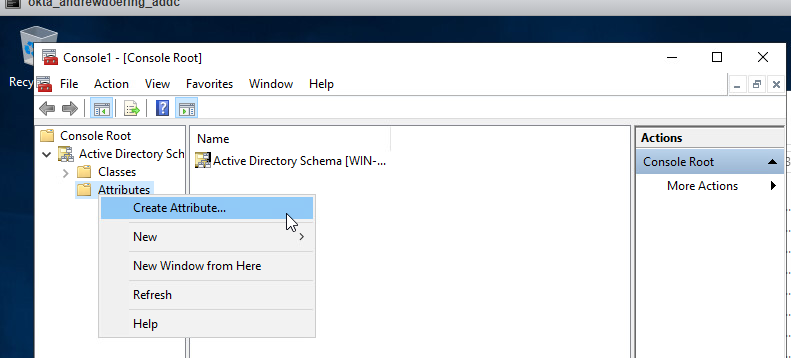 okta_andrewdoering_addc
Recy
Console1 - [Console Root]
File Action View Favorites Window Help
Console Root
Active Directory Sch
Classes
Attributes
Name
Active Directory Schema [WIN-...
Actions
Console Root
More Actions
Create Attribute...
New
New Window from Here
Refresh
Help